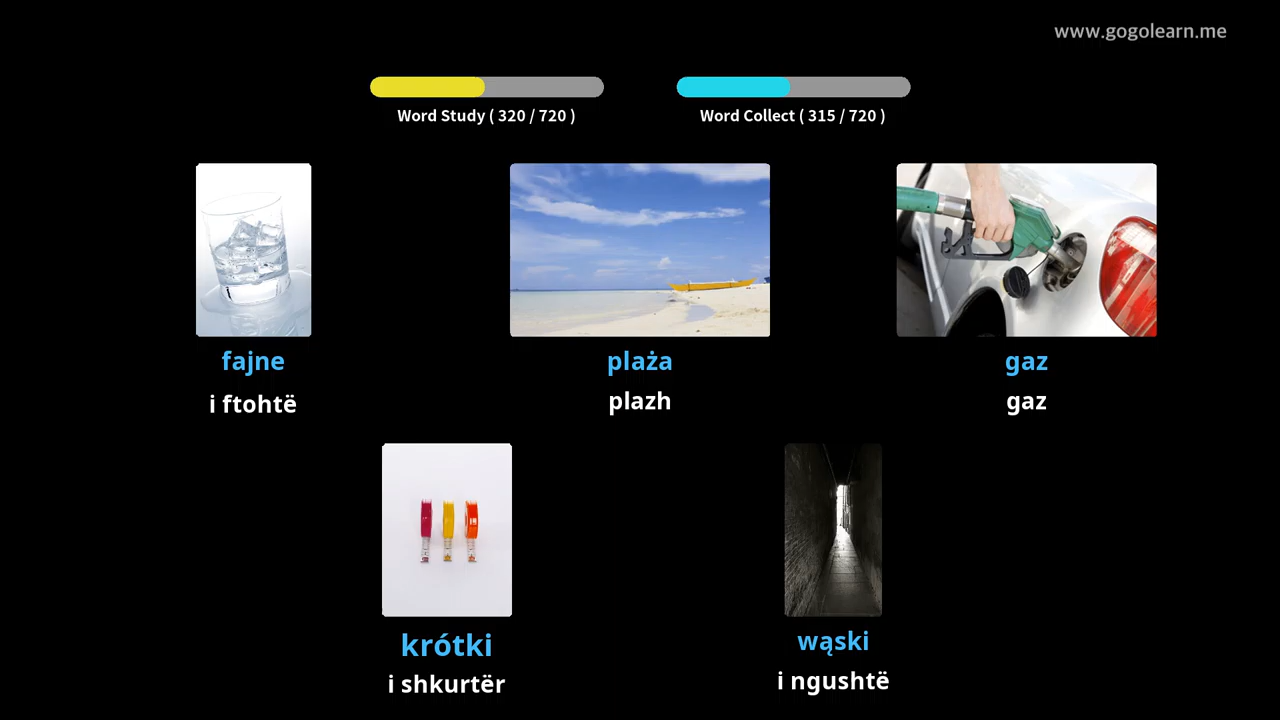 www.gogolearn.me
Word Study ( 320 / 720 )
Word Collect ( 315 / 720 )
fajne
i ftohtë
plaża
plazh
gaz
gaz
krótki
i shkurtër
wąski
i ngushtë